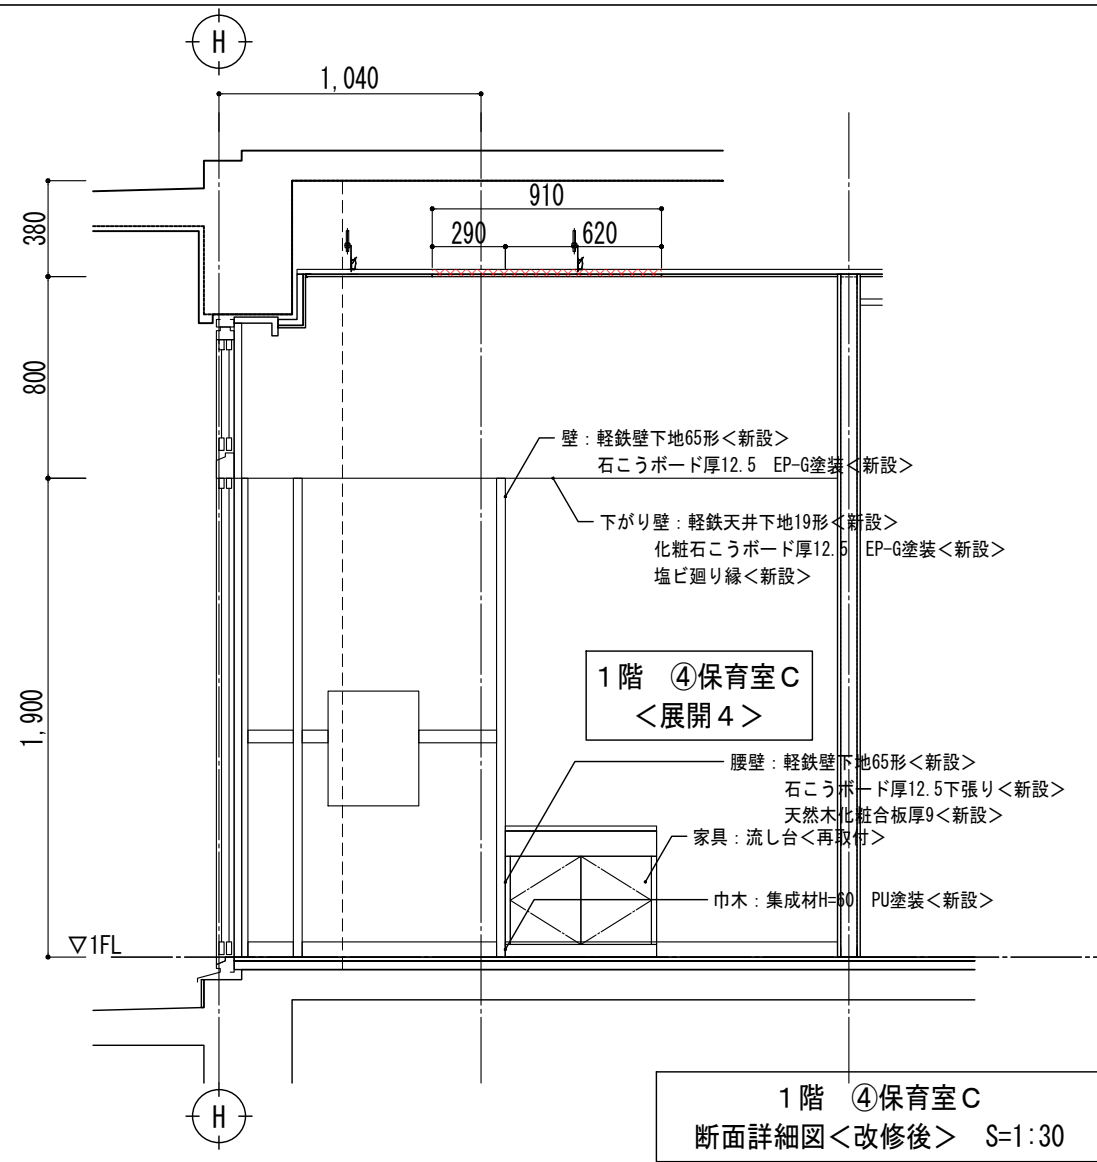 H
1,040
910
290
620
380
800
1,900
壁：軽鉄壁下地65形＜新設＞
石こうボード厚12.5　EP-G塗装＜新設＞
下がり壁：軽鉄天井下地19形＜新設＞
化粧石こうボード厚12.5　EP-G塗装＜新設＞
塩ビ廻り縁＜新設＞
１階　④保育室Ｃ
＜展開４＞
腰壁：軽鉄壁下地65形＜新設＞
石こうボード厚12.5下張り＜新設＞
天然木化粧合板厚9＜新設＞
家具：流し台＜再取付＞
巾木：集成材H=60　PU塗装＜新設＞
▽1FL
H
１階　④保育室Ｃ
断面詳細図＜改修後＞　S=1:30